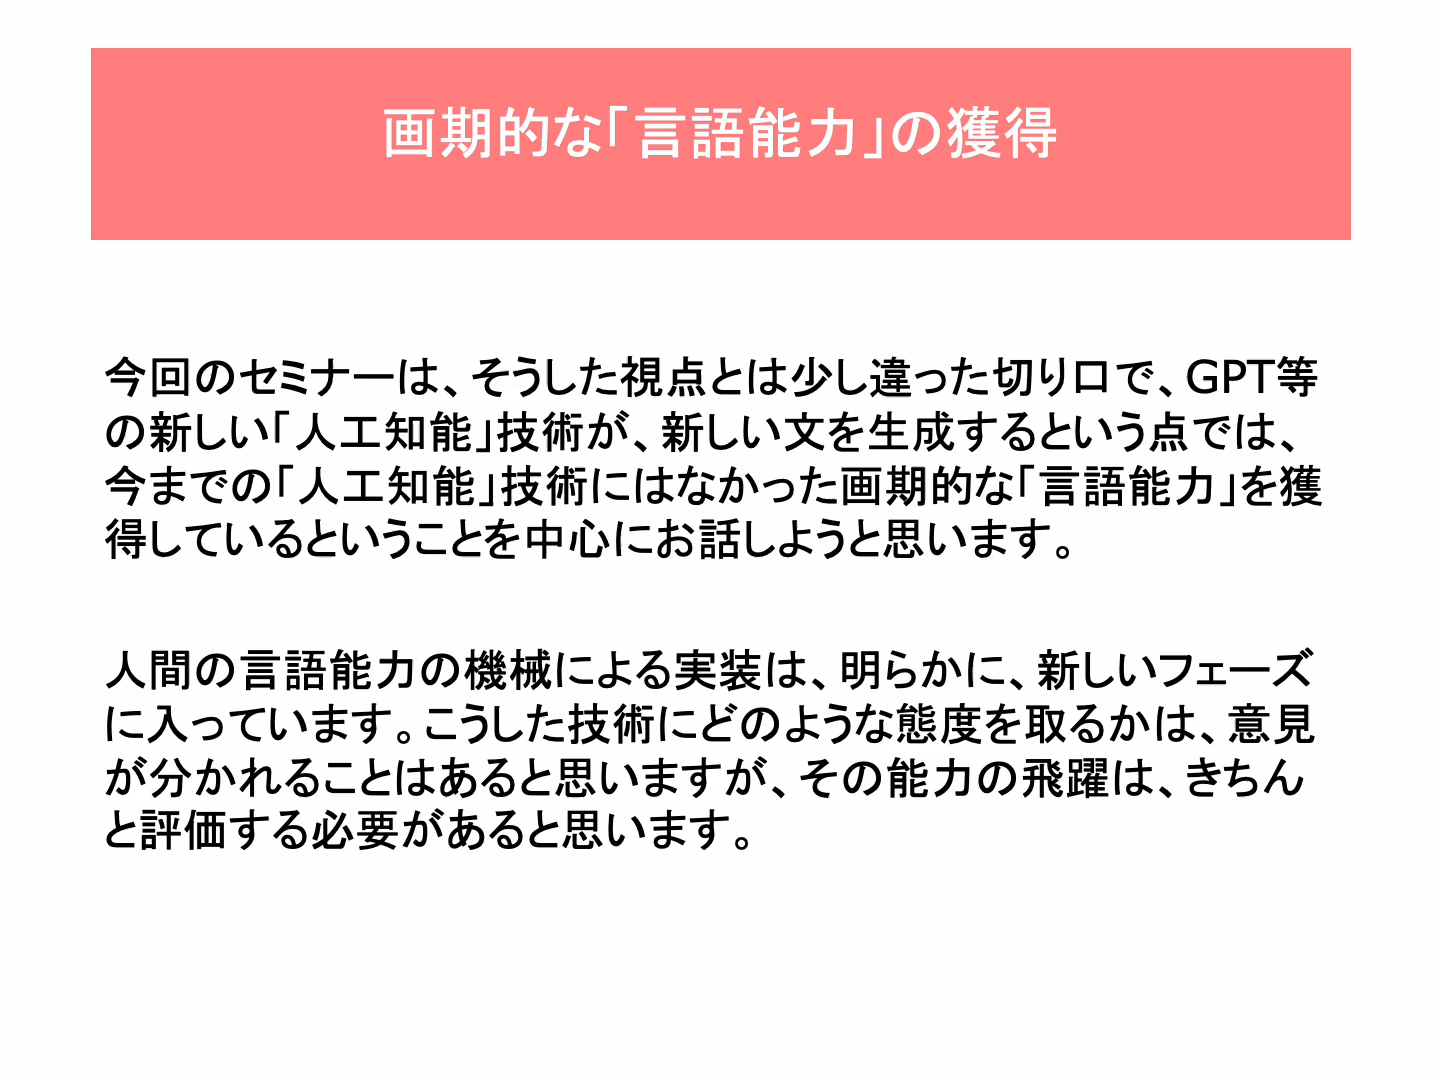 画期的な「言語能力」の獲得
今回のセミナーは、そうした視点とは少し違った切り口で、GPT等
の新しい「人工知能」技術が、新しい文を生成するという点では、
今までの「人工知能」技術にはなかった画期的な「言語能力」を獲
得しているということを中心にお話しようと思います。
人間の言語能力の機械による実装は、明らかに、新しいフェーズ
に入っています。こうした技術にどのような態度を取るかは、意見
が分かれることはあると思いますが、その能力の飛躍は、きちん
と評価する必要があると思います。